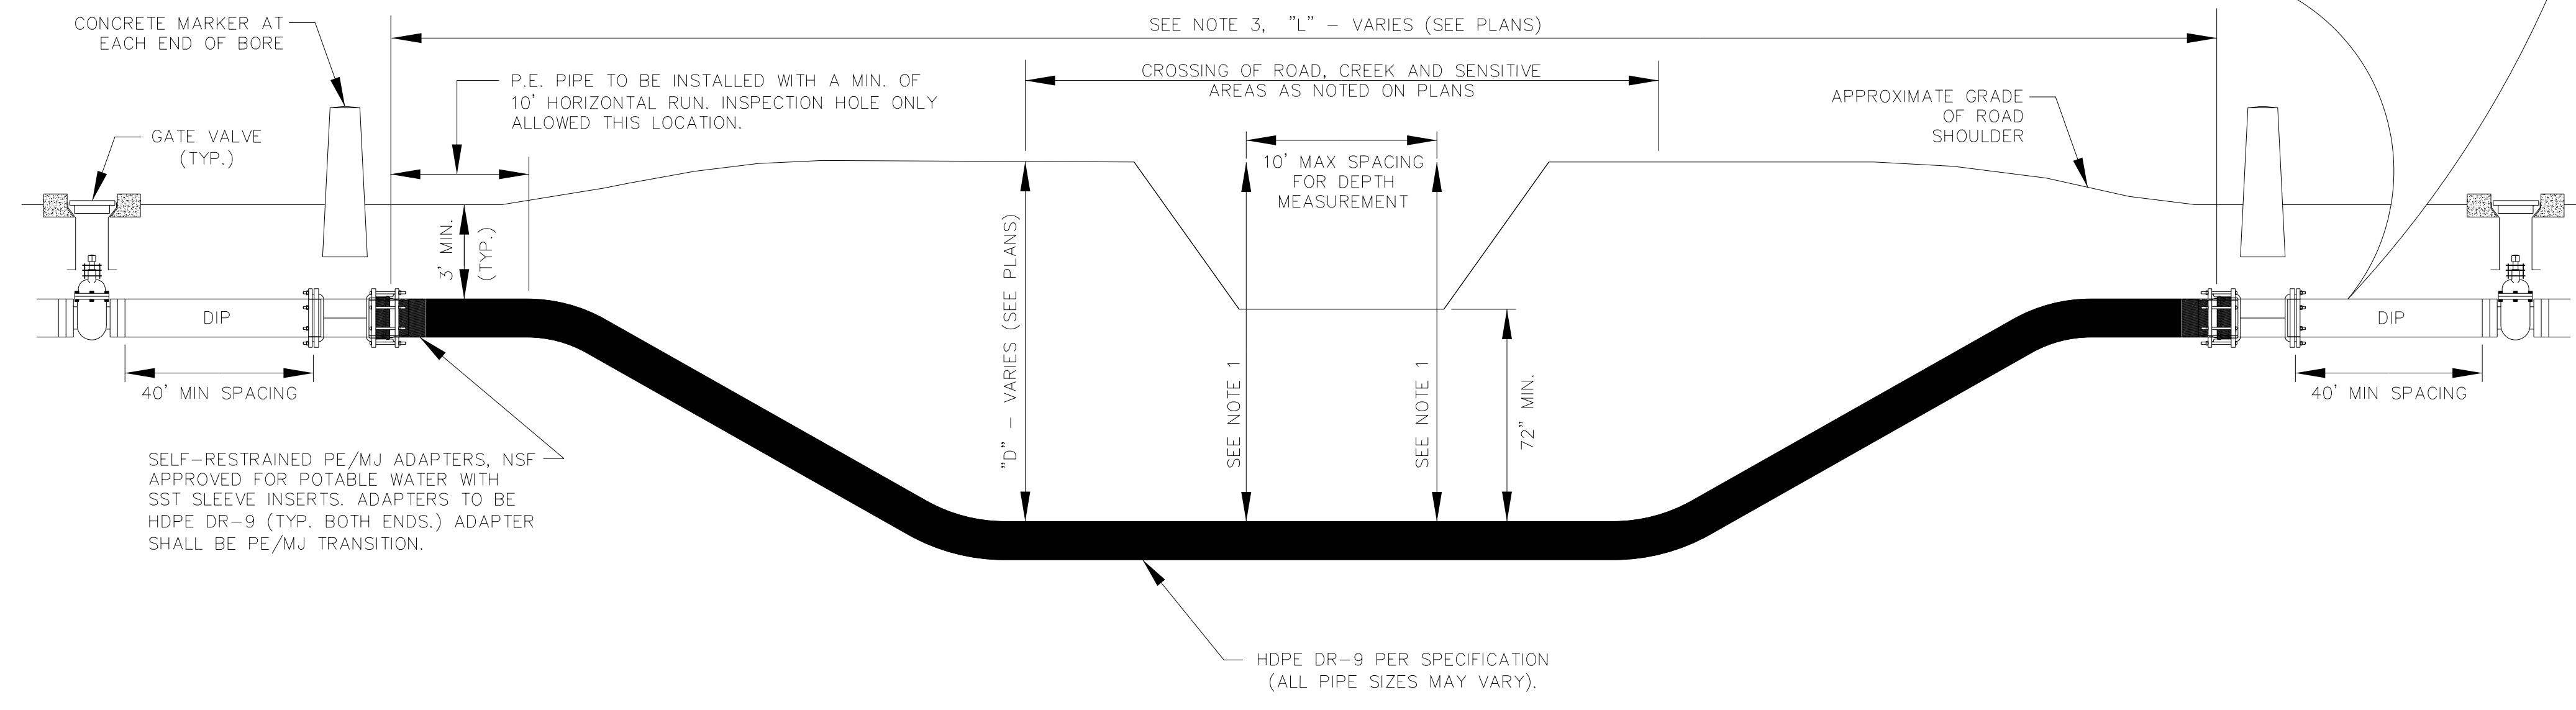 CONCRETE MARKER AT
EACH END OF BORE
SEE NOTE 3, "L" - VARIES (SEE PLANS)
P.E. PIPE TO BE INSTALLED WITH A MIN. OF
10' HORIZONTAL RUN. INSPECTION HOLE ONLY
ALLOWED THIS LOCATION.
CROSSING OF ROAD, CREEK AND SENSITIVE
AREAS AS NOTED ON PLANS
APPROXIMATE GRADE
OF ROAD
SHOULDER
GATE VALVE
(TYP.)
10' MAX SPACING
FOR DEPTH
MEASUREMENT
3' MIN.
(TYP.)
"D" - VARIES (SEE PLANS)
SEE NOTE 1
SEE NOTE 1
72" MIN.
DIP
DIP
40' MIN SPACING
40' MIN SPACING
SELF-RESTRAINED PE/MJ ADAPTERS, NSF
APPROVED FOR POTABLE WATER WITH
SST SLEEVE INSERTS. ADAPTERS TO BE
HDPE DR-9 (TYP. BOTH ENDS.) ADAPTER
SHALL BE PE/MJ TRANSITION.
HDPE DR-9 PER SPECIFICATION
(ALL PIPE SIZES MAY VARY).